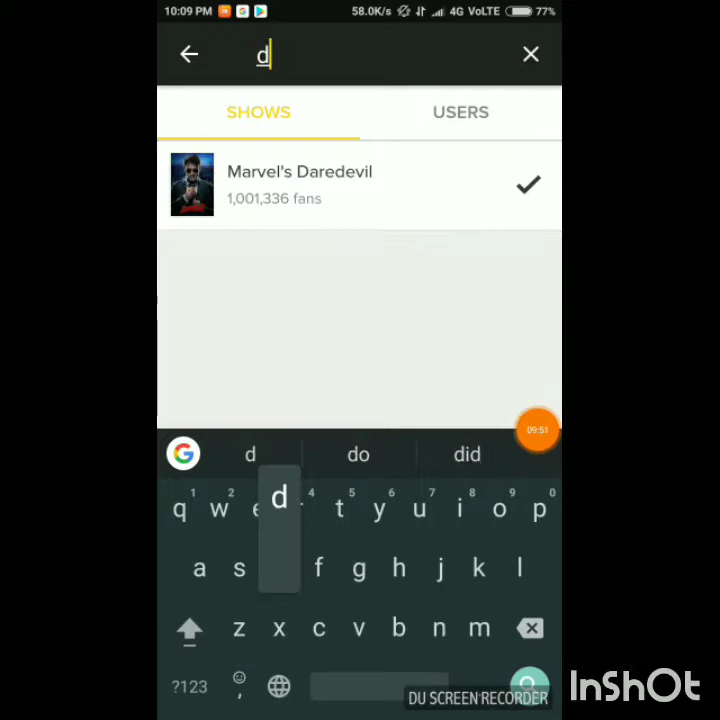 10:09 PM 58.0K/s 4G VoLTE 77%
d
SHOWS USERS
Marvel's Daredevil
1,001,336 fans
09:51
d do did
d
1 2 4 5 6 7 8 9 0
q w e t y u i o p
a s f g h j k l
z x c v b n m
?123 ,
DU SCREEN RECORDER
InShOt